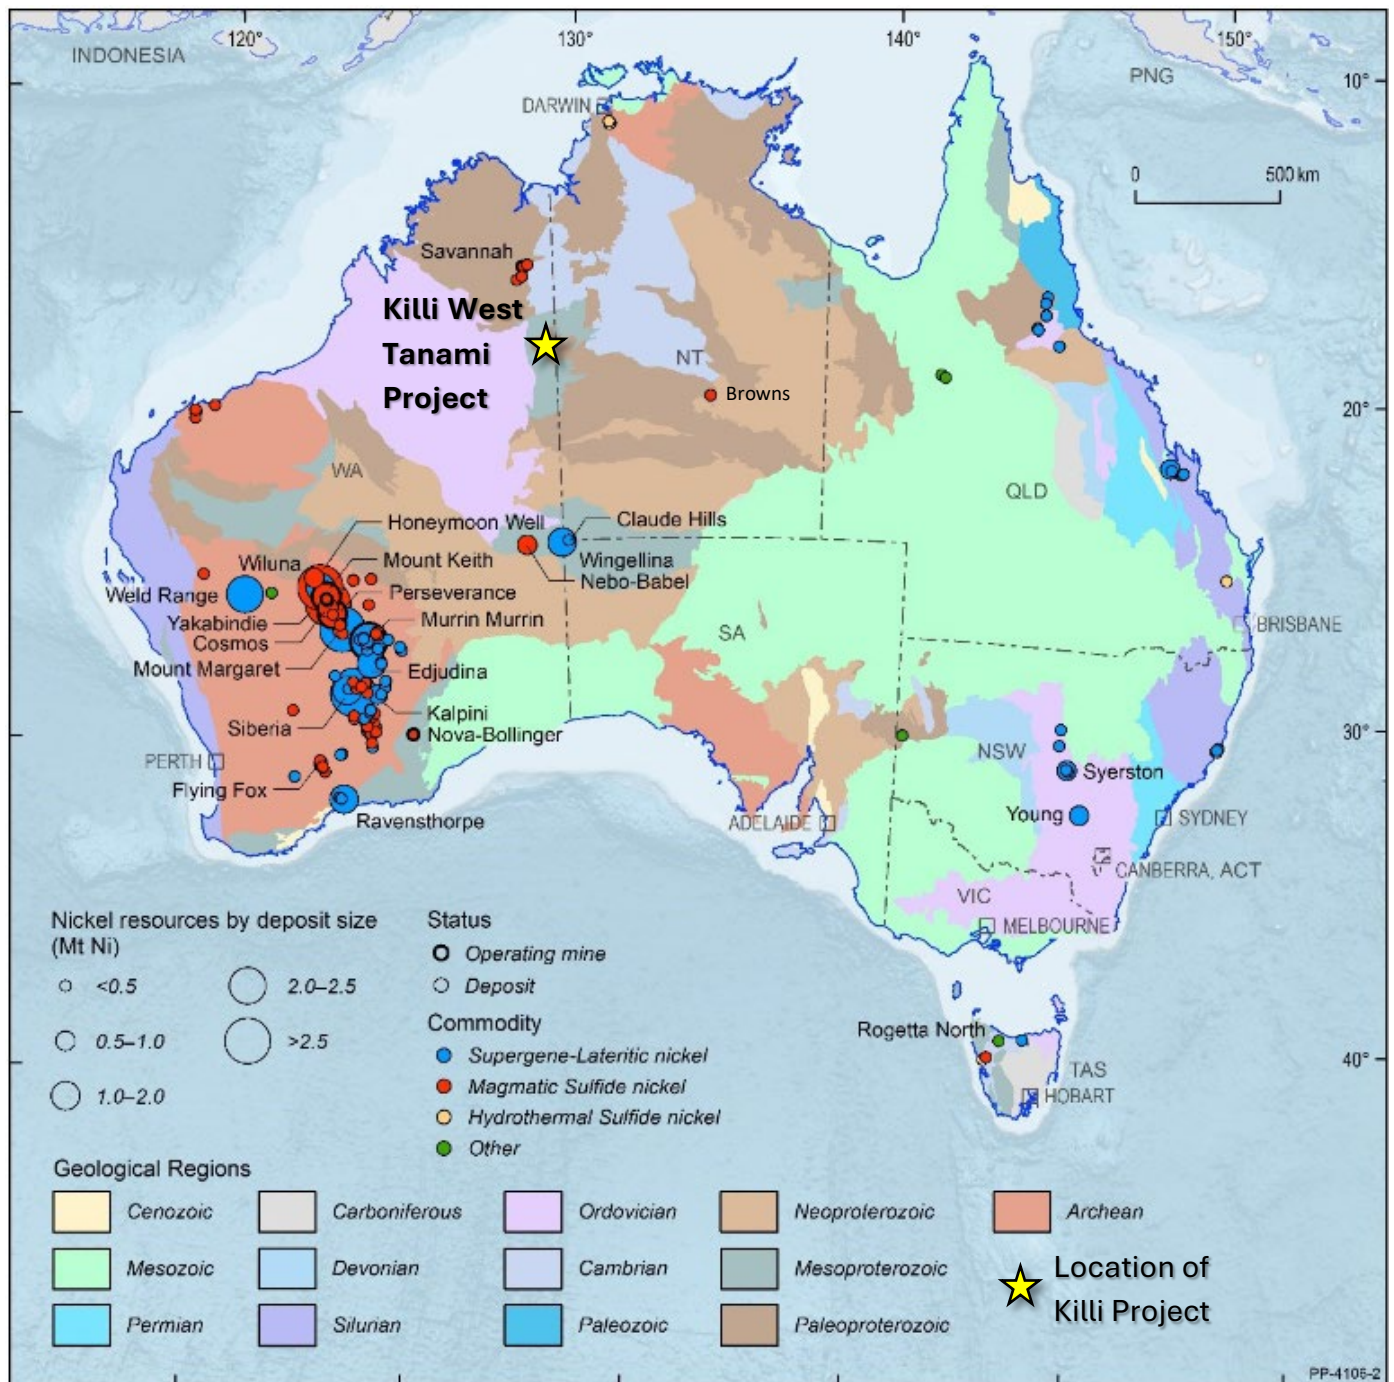 120°
130°
140°
150°
INDONESIA
PNG
10°
DARWIN
0
500 km
Savannah
Killi West
Tanami
Project
NT
Browns
20°
WA
QLD
Honeymoon Well
Claude Hills
Wiluna
Mount Keith
Wingellina
Nebo-Babel
Weld Range
Perseverance
Yakabindie
Murrin Murrin
Cosmos
SA
BRISBANE
Mount Margaret
Edjudina
Kalpini
Siberia
Nova-Bollinger
30°
NSW
PERTH
Syerston
Flying Fox
Young
SYDNEY
Ravensthorpe
ADELAIDE
CANBERRA, ACT
VIC
MELBOURNE
Nickel resources by deposit size
(Mt Ni)
<0.5
2.0–2.5
0.5–1.0
>2.5
1.0–2.0
Status
Operating mine
Deposit
Commodity
Supergene-Lateritic nickel
Magmatic Sulfide nickel
Hydrothermal Sulfide nickel
Other
Rogetta North
40°
TAS
HOBART
Geological Regions
Cenozoic
Carboniferous
Ordovician
Neoproterozoic
Archean
Mesozoic
Devonian
Cambrian
Mesoproterozoic
Permian
Silurian
Paleozoic
Paleoproterozoic
Location of
Killi Project
PP-4106-2